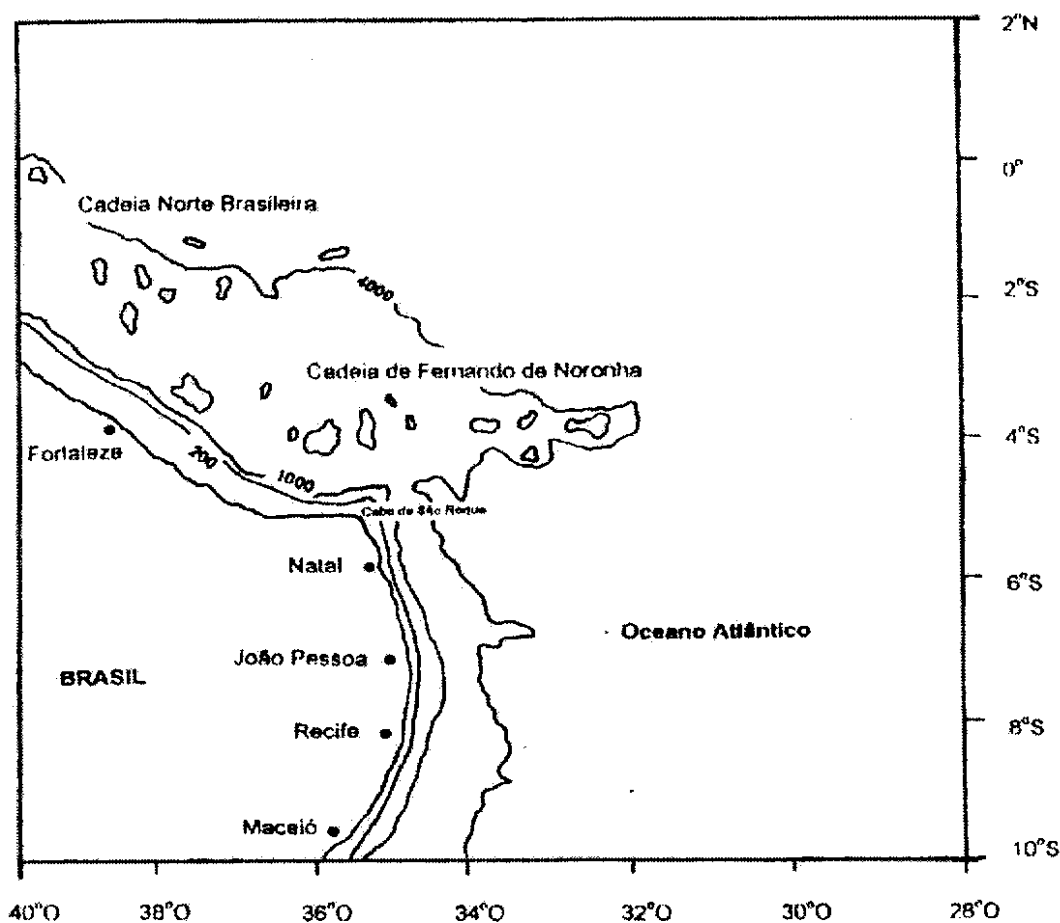 2°N
0°
Cadeia Norte Brasileira
4000
2°S
Cadeia de Fernando de Noronha
4°S
Fortaleza
200
1000
Cabo de São Roque
Natal
6°S
Oceano Atlântico
João Pessoa
BRASIL
Recife
8°S
Maceió
10°S
40°O
38°O
36°O
34°O
32°O
30°O
28°O